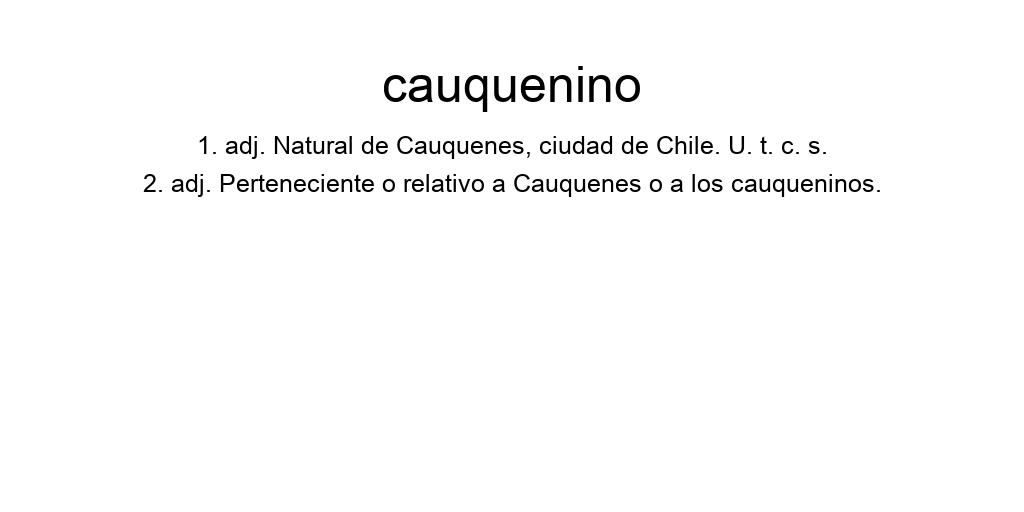 cauquenino
1. adj. Natural de Cauquenes, ciudad de Chile. U. t. c. s.
2. adj. Perteneciente o relativo a Cauquenes o a los cauqueninos.